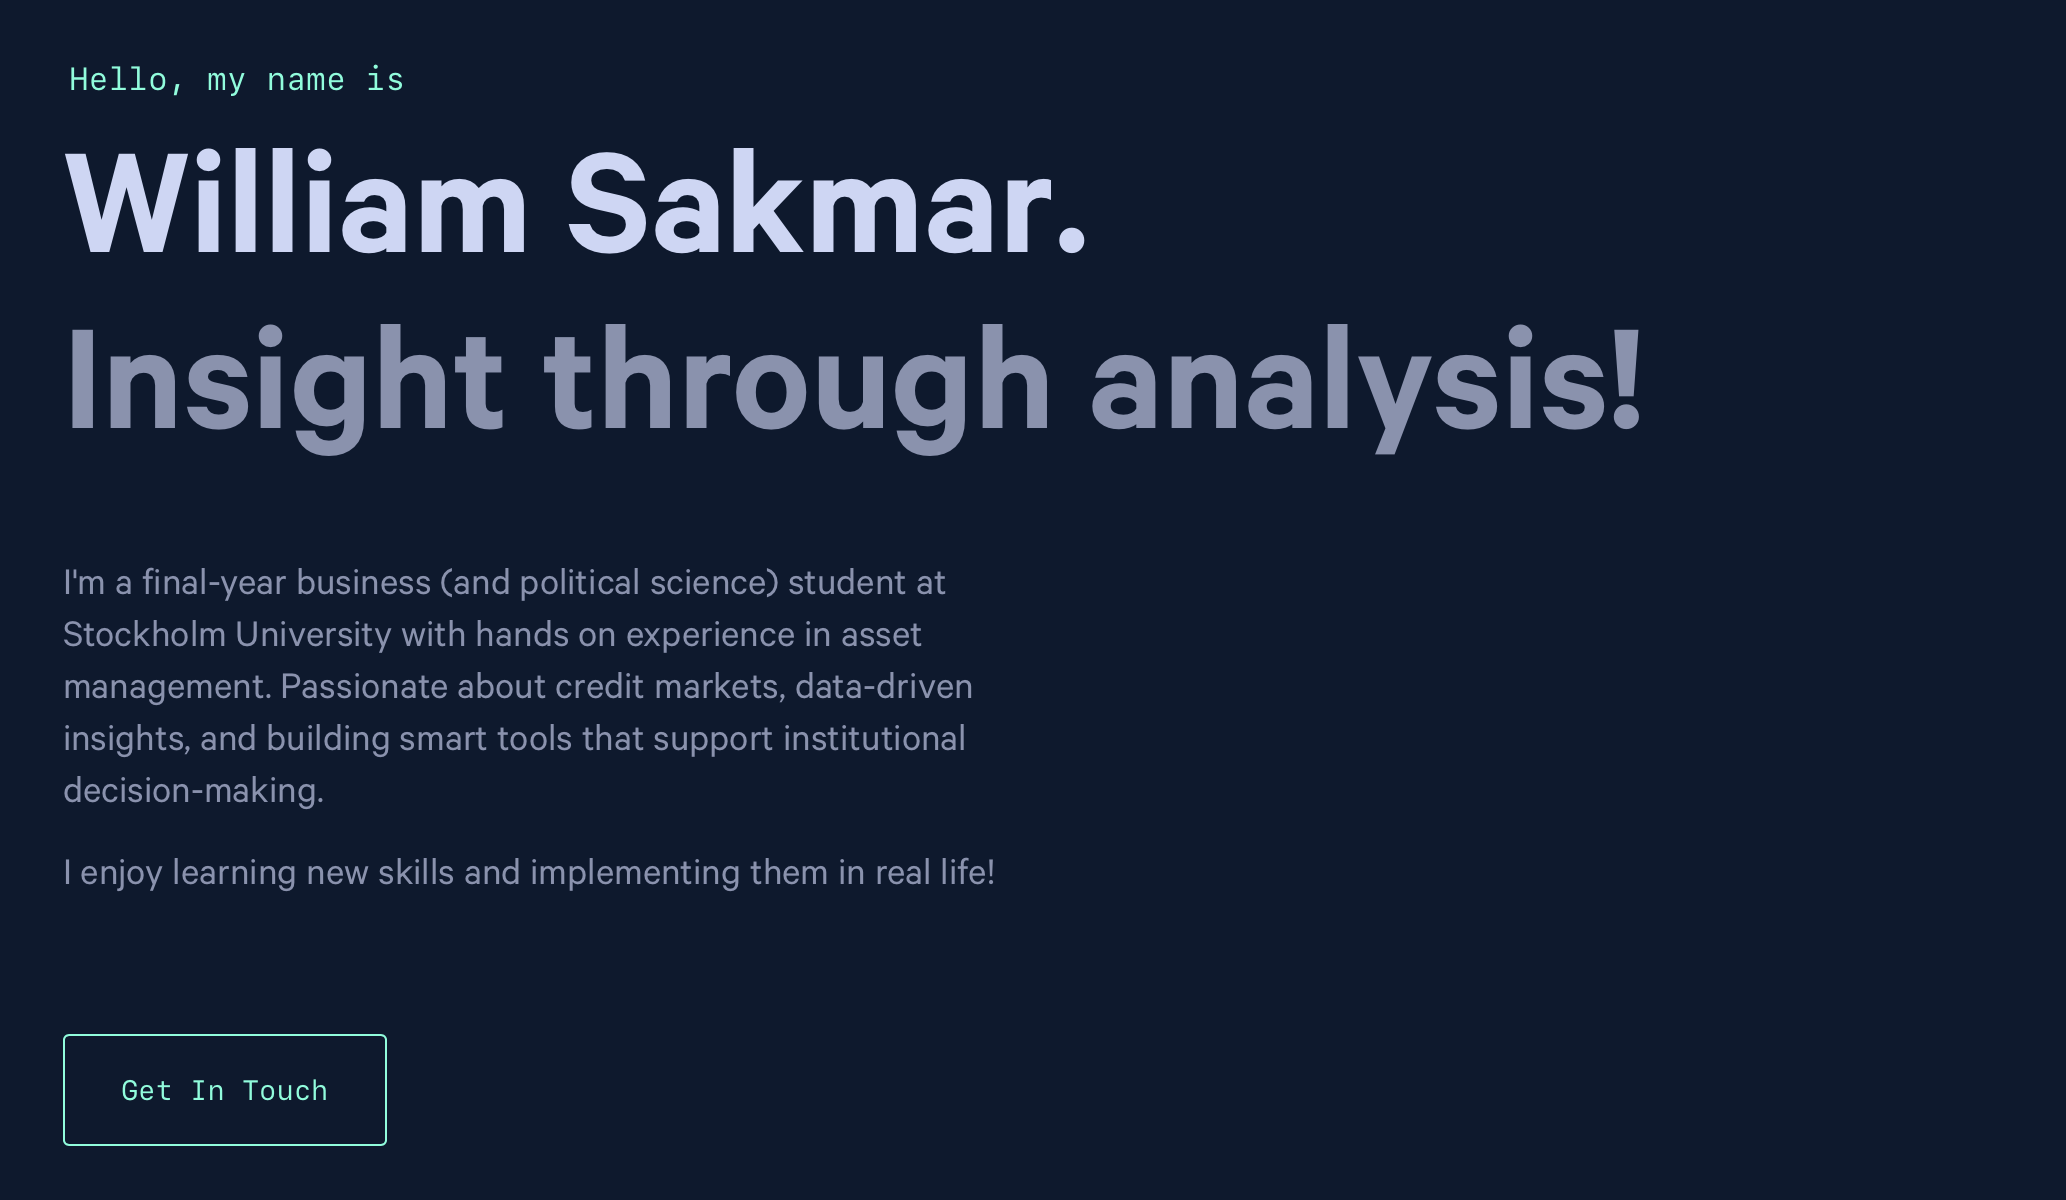 Hello, my name is
William Sakmar.
Insight through analysis!
I'm a final-year business (and political science) student at
Stockholm University with hands on experience in asset
management. Passionate about credit markets, data-driven
insights, and building smart tools that support institutional
decision-making.
I enjoy learning new skills and implementing them in real life!
Get In Touch